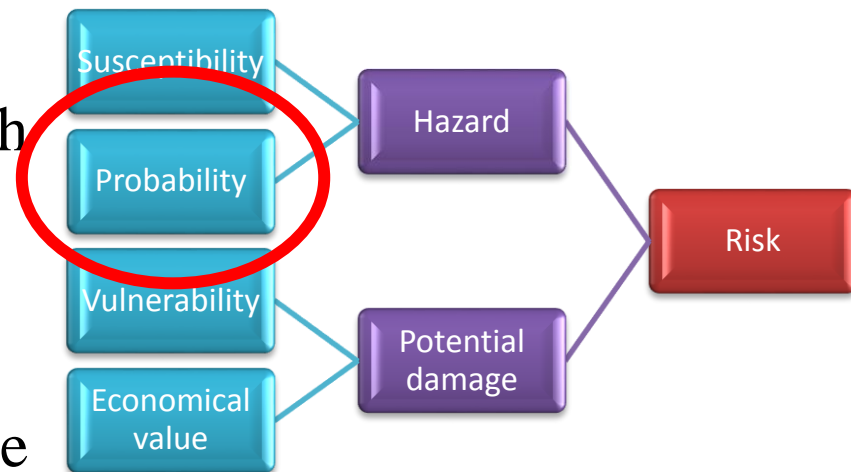 Susceptibility
h
Hazard
Probability
Risk
Vulnerability
Potential
damage
Economical
value
e